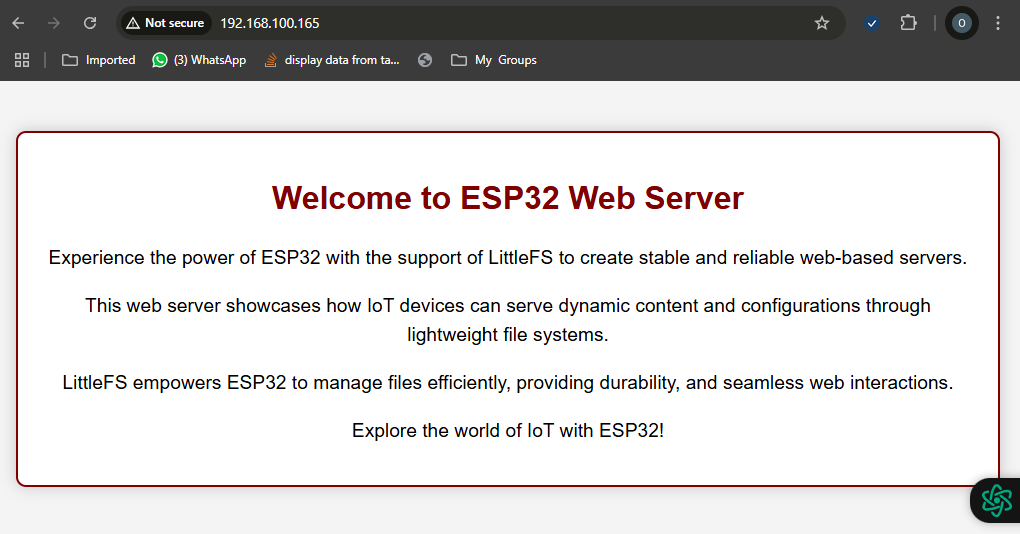 Not secure 192.168.100.165 O
Imported (3) WhatsApp display data from ta... My Groups
Welcome to ESP32 Web Server
Experience the power of ESP32 with the support of LittleFS to create stable and reliable web-based servers.
This web server showcases how IoT devices can serve dynamic content and configurations through
lightweight file systems.
LittleFS empowers ESP32 to manage files efficiently, providing durability, and seamless web interactions.
Explore the world of IoT with ESP32!